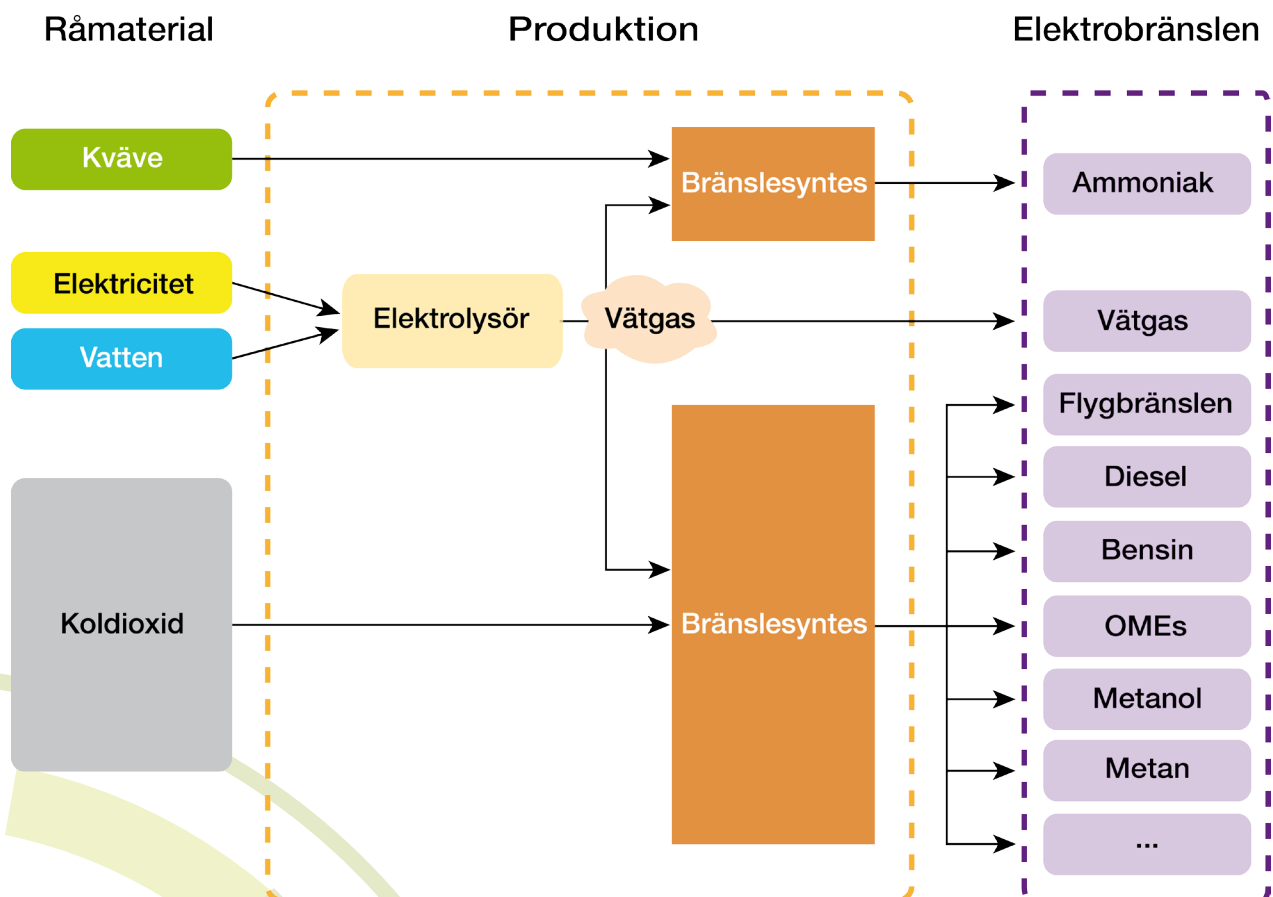 Råmaterial
Produktion
Elektrobränslen
Kväve
Bränslesyntes
Ammoniak
Elektricitet
Vatten
Elektrolysör
Vätgas
Vätgas
Flygbränslen
Diesel
Bensin
Koldioxid
Bränslesyntes
OMEs
Metanol
Metan
...